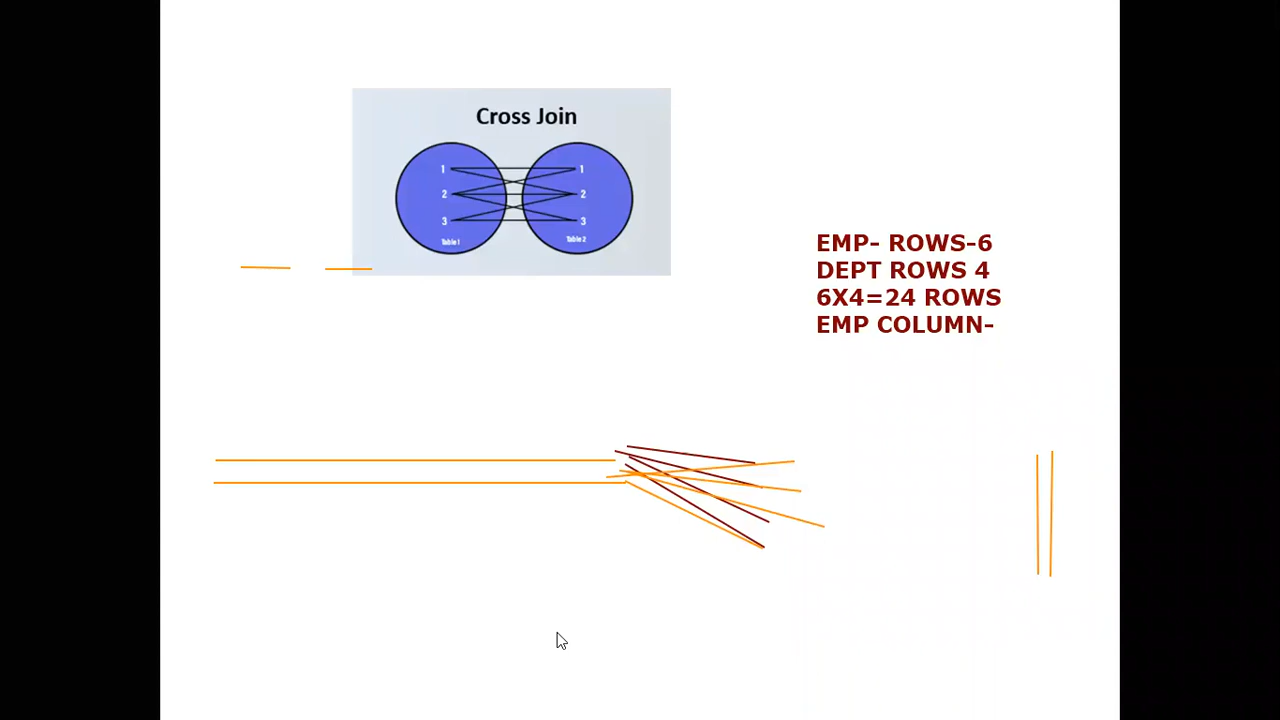 Cross Join
1 1
2 2
3 3
Table 1 Table 2
EMP- ROWS-6
DEPT ROWS 4
6X4=24 ROWS
EMP COLUMN-